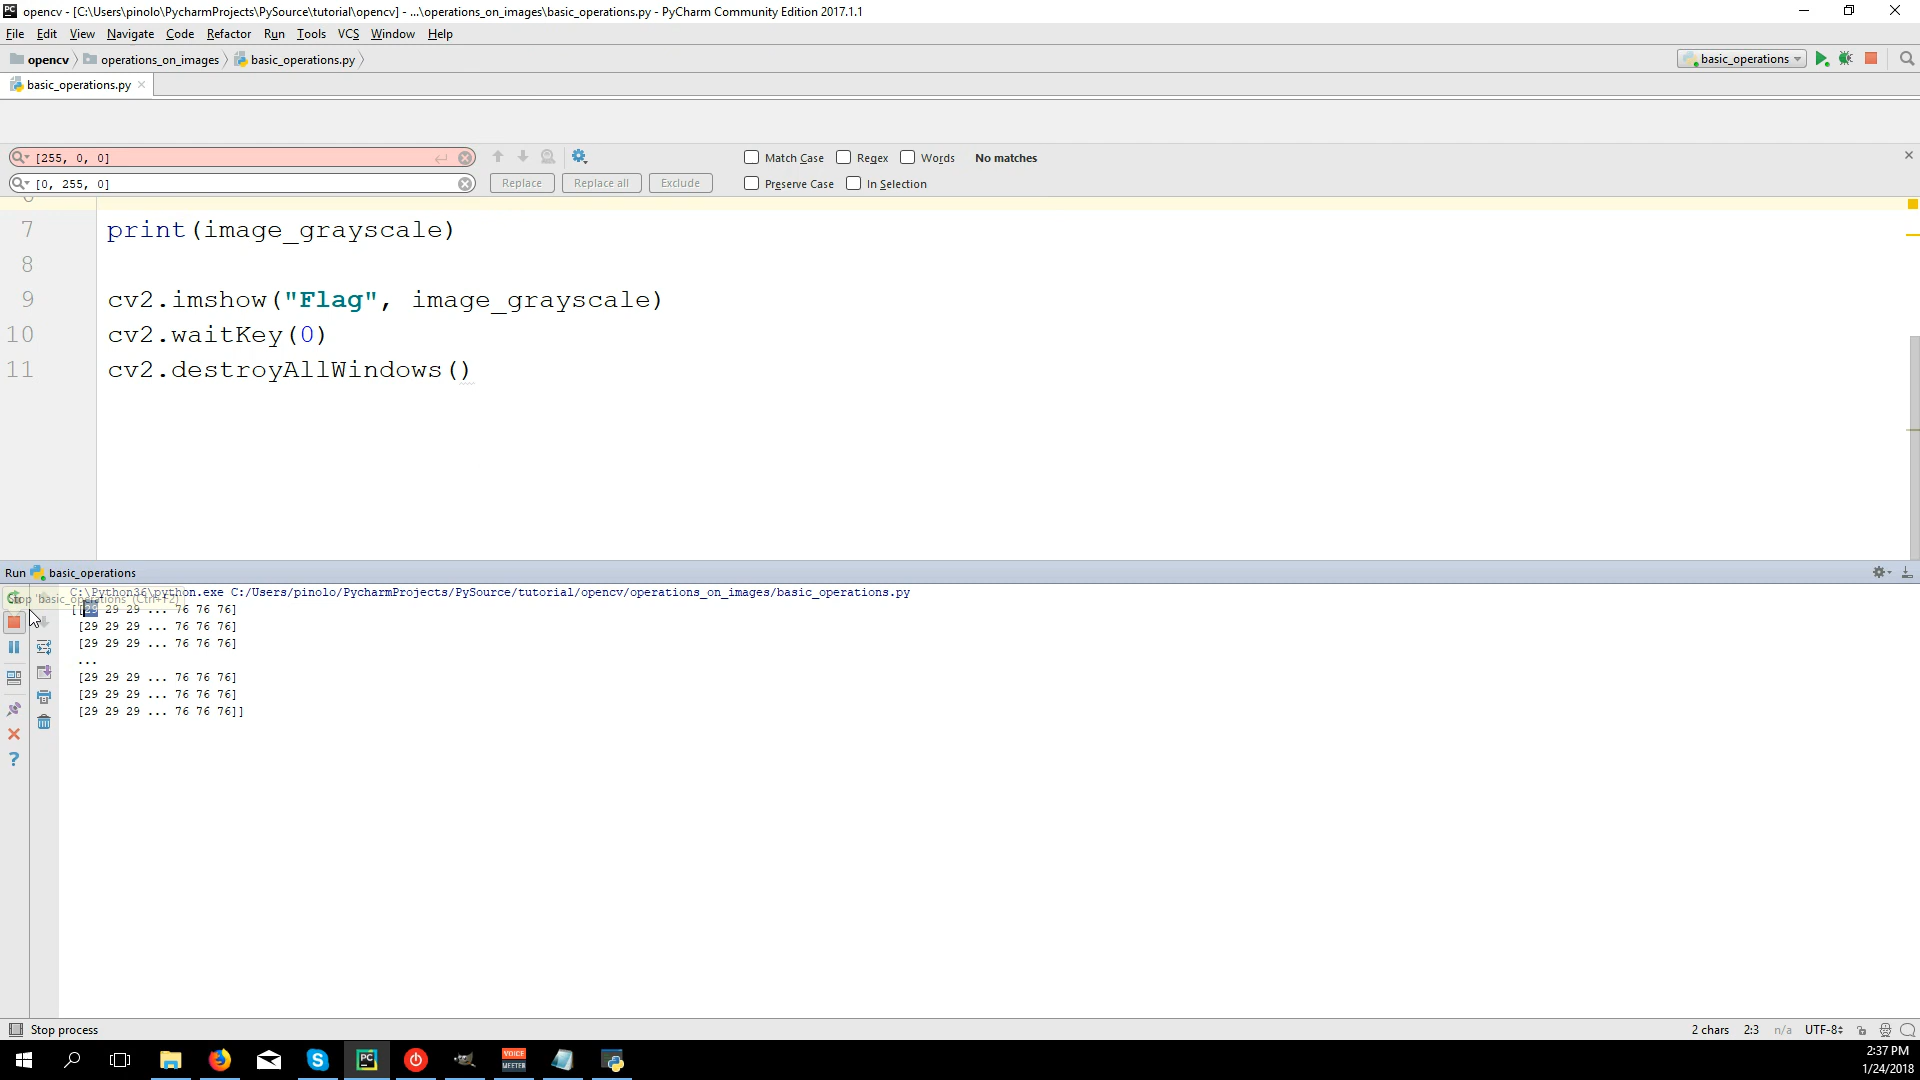 PC opencv - [C:\Users\pinolo\PycharmProjects\PySource\tutorial\opencv] - ...\operations_on_images\basic_operations.py - PyCharm Community Edition 2017.1.1
File Edit View Navigate Code Refactor Run Tools VCS Window Help
opencv operations_on_images basic_operations.py basic_operations
basic_operations.py
[255, 0, 0] Match Case Regex Words No matches
[0, 255, 0] Replace Replace all Exclude Preserve Case In Selection
7 print(image_grayscale)
8
9 cv2.imshow("Flag", image_grayscale)
10 cv2.waitKey(0)
11 cv2.destroyAllWindows()
Run basic_operations
C:\Python36\python.exe C:/Users/pinolo/PycharmProjects/PySource/tutorial/opencv/operations_on_images/basic_operations.py
Stop 'basic_operations' (Ctrl+F2)
[[29 29 29 ... 76 76 76]
[29 29 29 ... 76 76 76]
[29 29 29 ... 76 76 76]
...
[29 29 29 ... 76 76 76]
[29 29 29 ... 76 76 76]
[29 29 29 ... 76 76 76]]
Stop process 2 chars 2:3 n/a UTF-8
PC VOICE MEETER
2:37 PM
1/24/2018